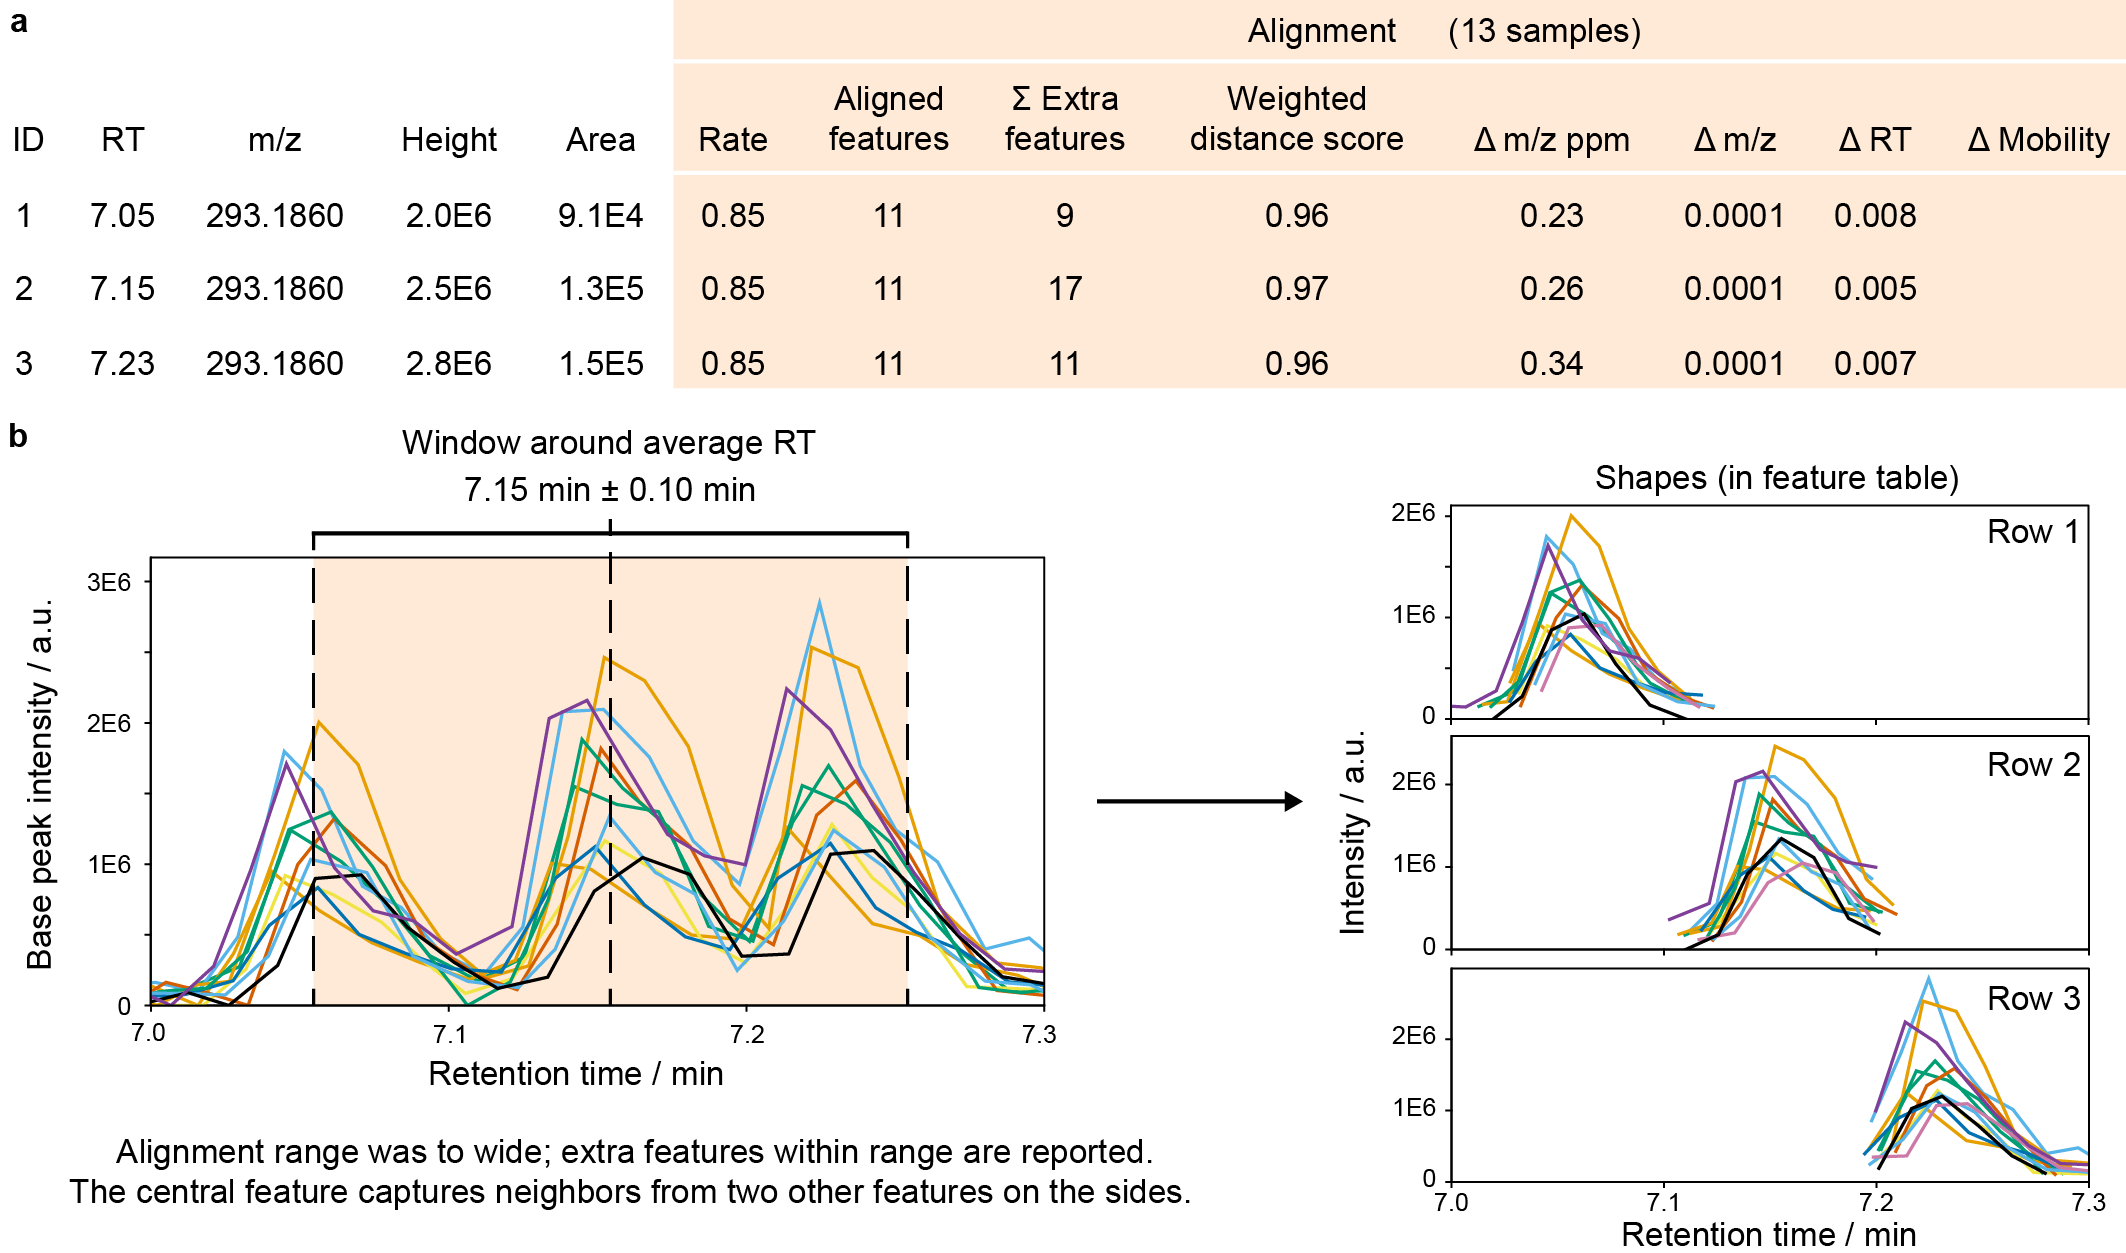 a
Alignment (13 samples)
ID RT m/z Height Area Rate Aligned features Σ Extra features Weighted distance score Δ m/z ppm Δ m/z Δ RT Δ Mobility
1 7.05 293.1860 2.0E6 9.1E4 0.85 11 9 0.96 0.23 0.0001 0.008
2 7.15 293.1860 2.5E6 1.3E5 0.85 11 17 0.97 0.26 0.0001 0.005
3 7.23 293.1860 2.8E6 1.5E5 0.85 11 11 0.96 0.34 0.0001 0.007
b
Window around average RT
7.15 min ± 0.10 min
3E6
2E6
1E6
0
Base peak intensity / a.u.
7.0 7.1 7.2 7.3
Retention time / min
Alignment range was to wide; extra features within range are reported.
The central feature captures neighbors from two other features on the sides.
Shapes (in feature table)
Row 1
2E6
1E6
0
Row 2
2E6
1E6
0
Row 3
2E6
1E6
0
Intensity / a.u.
7.0 7.1 7.2 7.3
Retention time / min